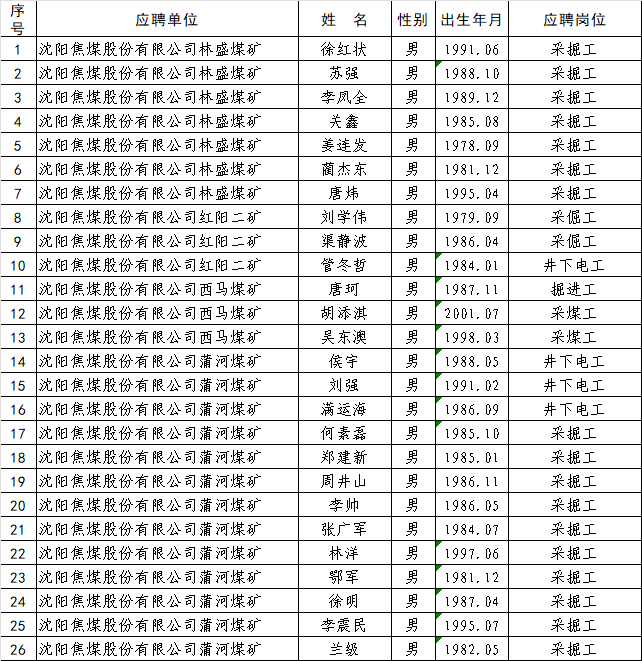 序号 应聘单位 姓 名 性别 出生年月 应聘岗位
1 沈阳焦煤股份有限公司林盛煤矿 徐红状 男 1991.06 采掘工
2 沈阳焦煤股份有限公司林盛煤矿 苏强 男 1988.10 采掘工
3 沈阳焦煤股份有限公司林盛煤矿 李凤全 男 1989.12 采掘工
4 沈阳焦煤股份有限公司林盛煤矿 关鑫 男 1985.08 采掘工
5 沈阳焦煤股份有限公司林盛煤矿 姜连发 男 1978.09 采掘工
6 沈阳焦煤股份有限公司林盛煤矿 蔺杰东 男 1981.12 采掘工
7 沈阳焦煤股份有限公司林盛煤矿 唐炜 男 1995.04 采掘工
8 沈阳焦煤股份有限公司红阳二矿 刘学伟 男 1979.09 采倔工
9 沈阳焦煤股份有限公司红阳二矿 渠静波 男 1986.04 采倔工
10 沈阳焦煤股份有限公司红阳二矿 管冬哲 男 1984.01 井下电工
11 沈阳焦煤股份有限公司西马煤矿 唐珂 男 1987.11 掘进工
12 沈阳焦煤股份有限公司西马煤矿 胡添淇 男 2001.07 采煤工
13 沈阳焦煤股份有限公司西马煤矿 吴东澳 男 1998.03 采煤工
14 沈阳焦煤股份有限公司蒲河煤矿 侯宇 男 1988.05 井下电工
15 沈阳焦煤股份有限公司蒲河煤矿 刘强 男 1991.02 井下电工
16 沈阳焦煤股份有限公司蒲河煤矿 满运海 男 1986.09 井下电工
17 沈阳焦煤股份有限公司蒲河煤矿 何素磊 男 1985.10 采掘工
18 沈阳焦煤股份有限公司蒲河煤矿 郑建新 男 1985.01 采掘工
19 沈阳焦煤股份有限公司蒲河煤矿 周井山 男 1986.11 采掘工
20 沈阳焦煤股份有限公司蒲河煤矿 李帅 男 1986.05 采掘工
21 沈阳焦煤股份有限公司蒲河煤矿 张广军 男 1984.07 采掘工
22 沈阳焦煤股份有限公司蒲河煤矿 林洋 男 1997.06 采掘工
23 沈阳焦煤股份有限公司蒲河煤矿 鄂军 男 1981.12 采掘工
24 沈阳焦煤股份有限公司蒲河煤矿 徐明 男 1987.04 采掘工
25 沈阳焦煤股份有限公司蒲河煤矿 李震民 男 1995.07 采掘工
26 沈阳焦煤股份有限公司蒲河煤矿 兰级 男 1982.05 采掘工